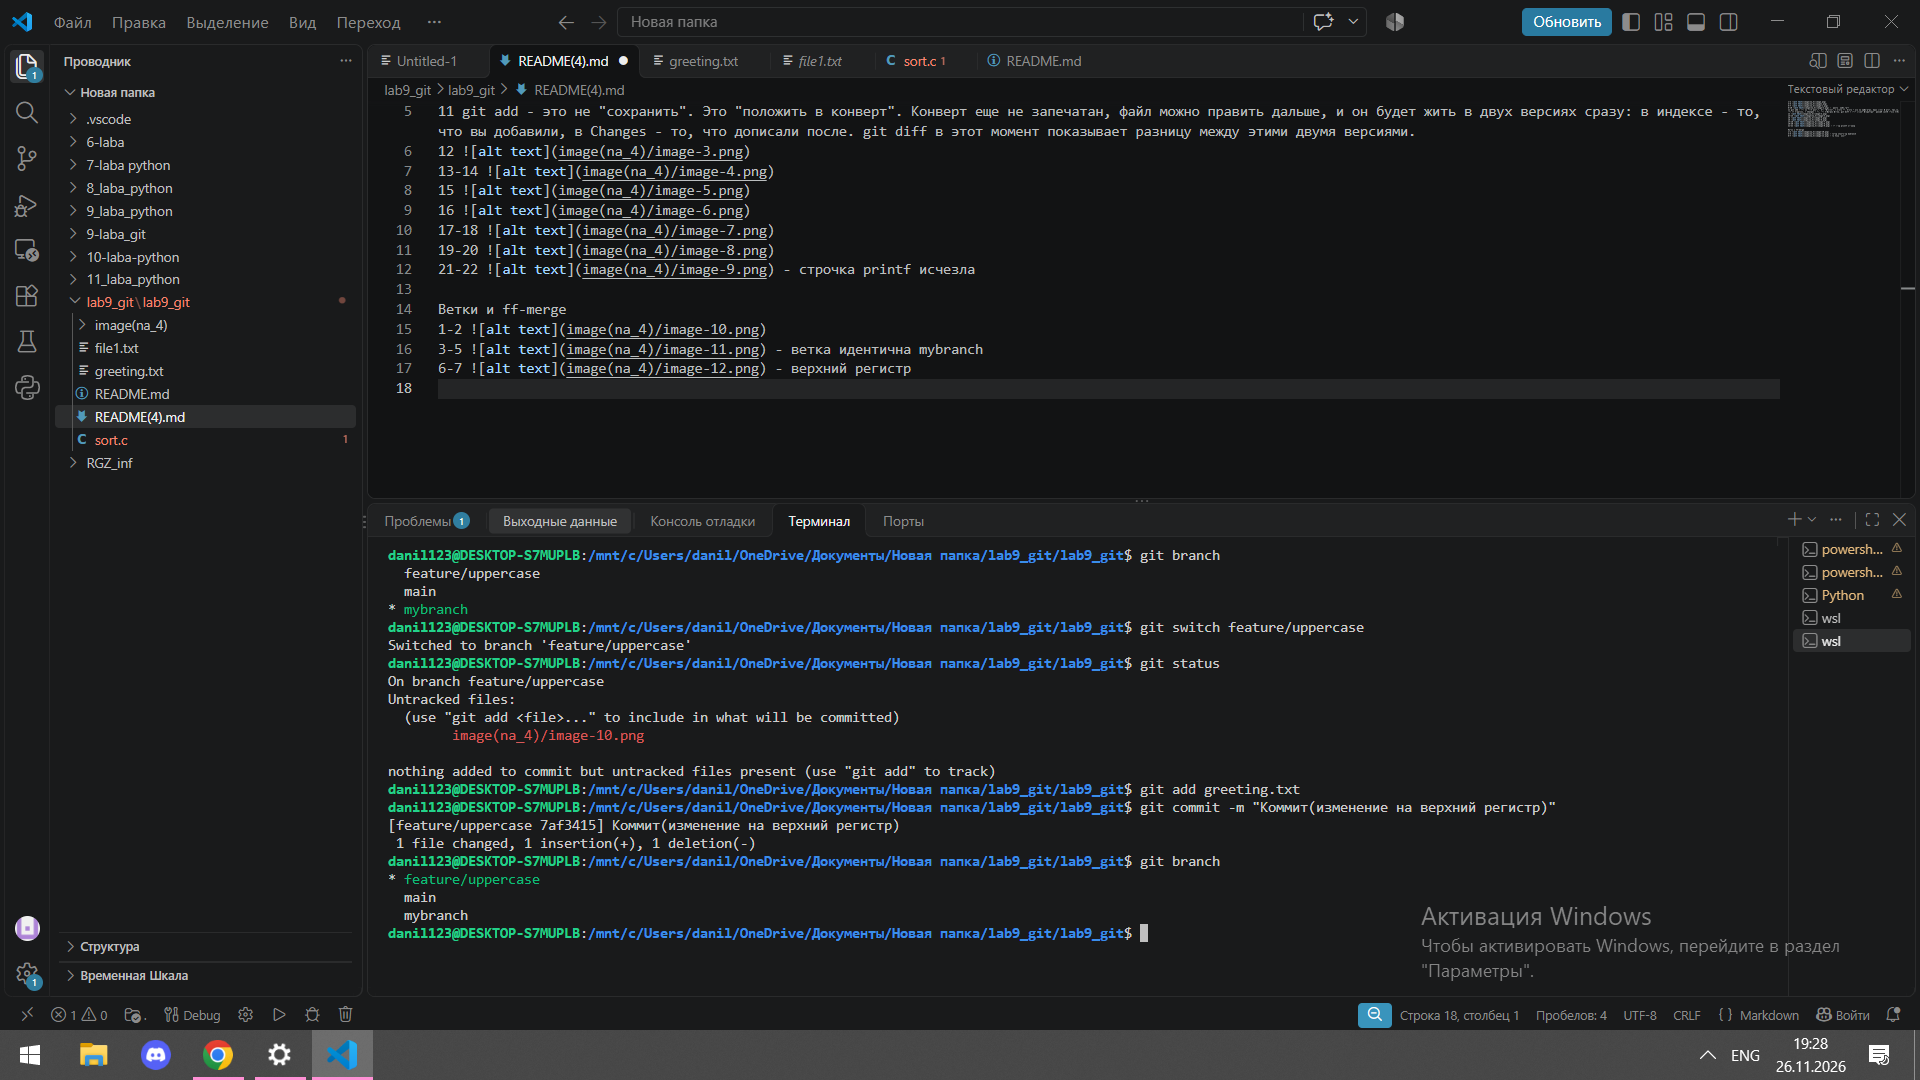 Файл Правка Выделение Вид Переход ··· Новая папка Обновить
Проводник ···
Новая папка
.vscode
6-laba
7-laba python
8_laba_python
9_laba_python
9-laba_git
10-laba-python
11_laba_python
lab9_git\lab9_git
image(na_4)
file1.txt
greeting.txt
README.md
README(4).md
sort.c 1
RGZ_inf
Структура
Временная Шкала
Untitled-1 README(4).md greeting.txt file1.txt sort.c 1 README.md
lab9_git > lab9_git > README(4).md
Текстовый редактор
5 11 git add - это не "сохранить". Это "положить в конверт". Конверт еще не запечатан, файл можно править дальше, и он будет жить в двух версиях сразу: в индексе - то,
что вы добавили, в Changes - то, что дописали после. git diff в этот момент показывает разницу между этими двумя версиями.
6 12 ![alt text](image(na_4)/image-3.png)
7 13-14 ![alt text](image(na_4)/image-4.png)
8 15 ![alt text](image(na_4)/image-5.png)
9 16 ![alt text](image(na_4)/image-6.png)
10 17-18 ![alt text](image(na_4)/image-7.png)
11 19-20 ![alt text](image(na_4)/image-8.png)
12 21-22 ![alt text](image(na_4)/image-9.png) - строчка printf исчезла
13
14 Ветки и ff-merge
15 1-2 ![alt text](image(na_4)/image-10.png)
16 3-5 ![alt text](image(na_4)/image-11.png) - ветка идентична mybranch
17 6-7 ![alt text](image(na_4)/image-12.png) - верхний регистр
18
Проблемы 1 Выходные данные Консоль отладки Терминал Порты
danil123@DESKTOP-S7MUPLB:/mnt/c/Users/danil/OneDrive/Документы/Новая папка/lab9_git/lab9_git$ git branch
feature/uppercase
main
* mybranch
danil123@DESKTOP-S7MUPLB:/mnt/c/Users/danil/OneDrive/Документы/Новая папка/lab9_git/lab9_git$ git switch feature/uppercase
Switched to branch 'feature/uppercase'
danil123@DESKTOP-S7MUPLB:/mnt/c/Users/danil/OneDrive/Документы/Новая папка/lab9_git/lab9_git$ git status
On branch feature/uppercase
Untracked files:
(use "git add <file>..." to include in what will be committed)
image(na_4)/image-10.png
nothing added to commit but untracked files present (use "git add" to track)
danil123@DESKTOP-S7MUPLB:/mnt/c/Users/danil/OneDrive/Документы/Новая папка/lab9_git/lab9_git$ git add greeting.txt
danil123@DESKTOP-S7MUPLB:/mnt/c/Users/danil/OneDrive/Документы/Новая папка/lab9_git/lab9_git$ git commit -m "Коммит(изменение на верхний регистр)"
[feature/uppercase 7af3415] Коммит(изменение на верхний регистр)
1 file changed, 1 insertion(+), 1 deletion(-)
danil123@DESKTOP-S7MUPLB:/mnt/c/Users/danil/OneDrive/Документы/Новая папка/lab9_git/lab9_git$ git branch
* feature/uppercase
main
mybranch
danil123@DESKTOP-S7MUPLB:/mnt/c/Users/danil/OneDrive/Документы/Новая папка/lab9_git/lab9_git$
powersh...
powersh...
Python
wsl
wsl
Активация Windows
Чтобы активировать Windows, перейдите в раздел
"Параметры".
1 0 Debug Строка 18, столбец 1 Пробелов: 4 UTF-8 CRLF { } Markdown Войти
ENG 19:28
26.11.2026